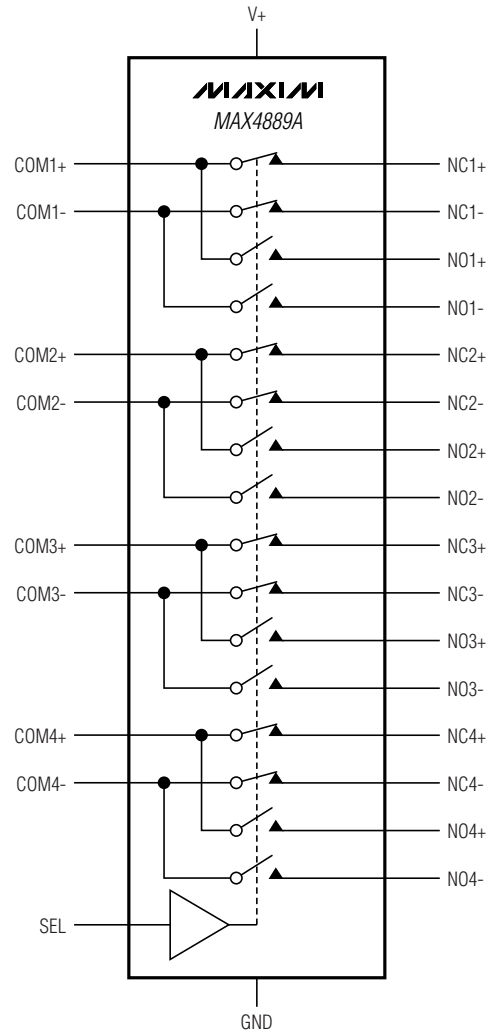 V+
MAXIM
MAX4889A
COM1+
NC1+
COM1-
NC1-
NO1+
NO1-
COM2+
NC2+
COM2-
NC2-
NO2+
NO2-
COM3+
NC3+
COM3-
NC3-
NO3+
NO3-
COM4+
NC4+
COM4-
NC4-
NO4+
NO4-
SEL
GND